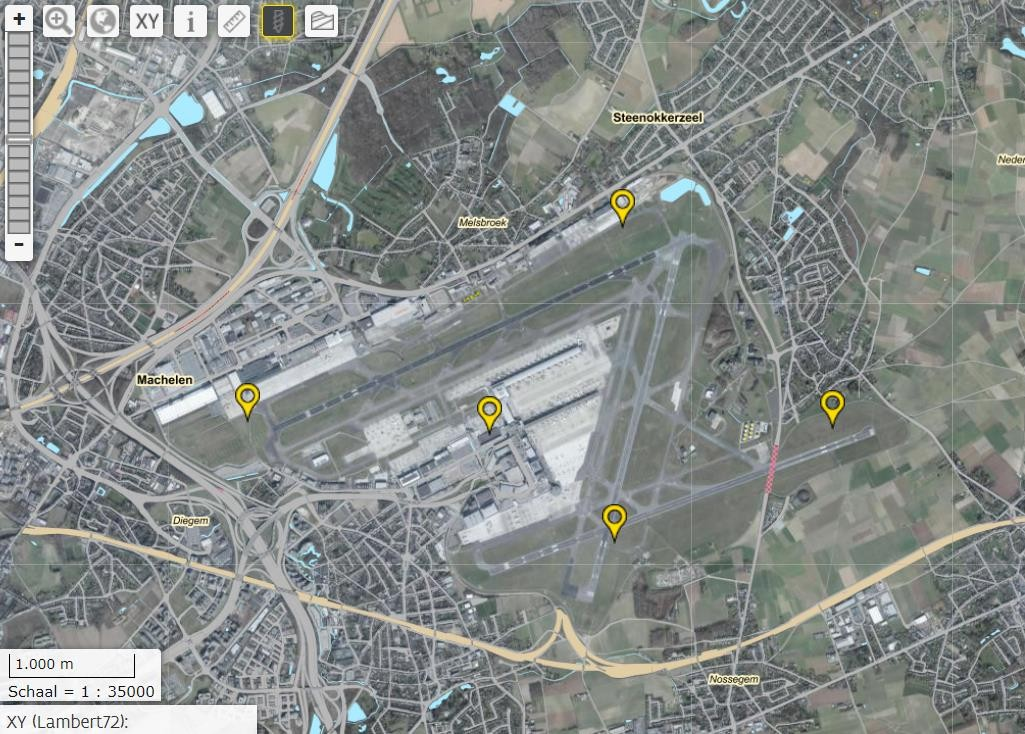 +
XY
i
Steenokkerzeel
Neder
Melsbroek
Machelen
Diegem
-
1.000 m
Schaal = 1 : 35000
Nossegem
XY (Lambert72):